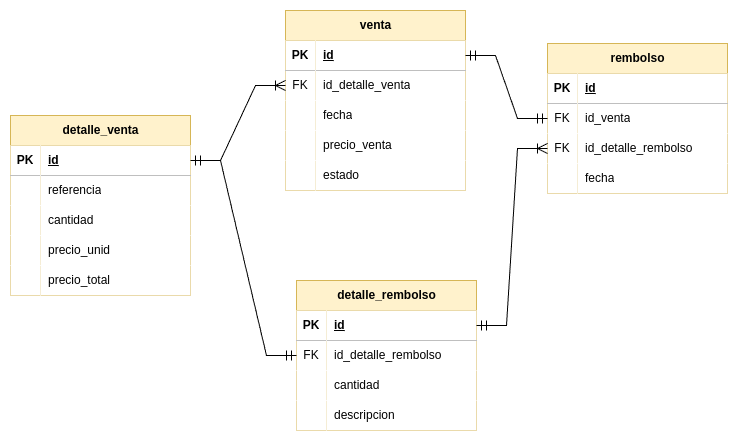 venta
PK id
FK id_detalle_venta
fecha
precio_venta
estado
rembolso
PK id
FK id_venta
FK id_detalle_rembolso
fecha
detalle_venta
PK id
referencia
cantidad
precio_unid
precio_total
detalle_rembolso
PK id
FK id_detalle_rembolso
cantidad
descripcion